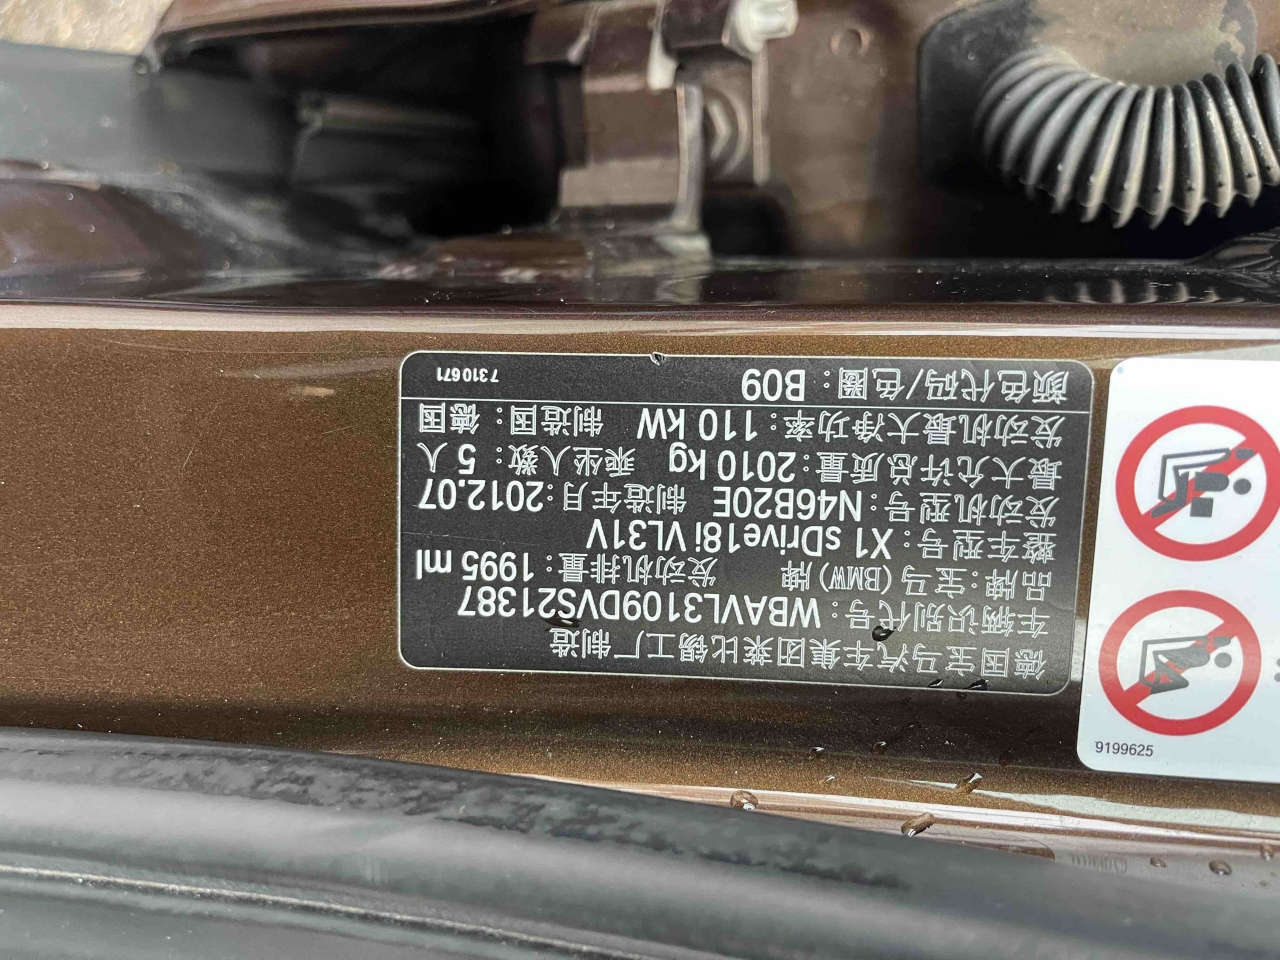 德国宝马汽车集团莱比锡工厂制造
车辆识别代号：WBAVL3109DVS21387
品牌：宝马(BMW)牌 发动机排量：1995 ml
整车型号：X1 sDrive18i VL31V
发动机型号：N46B20E 制造年月：2012.07
最大允许总质量：2010 kg 乘坐人数：5 人
发动机最大净功率：110 kW 制造国：德国
颜色代码/色圈：B09 7310671
9199625